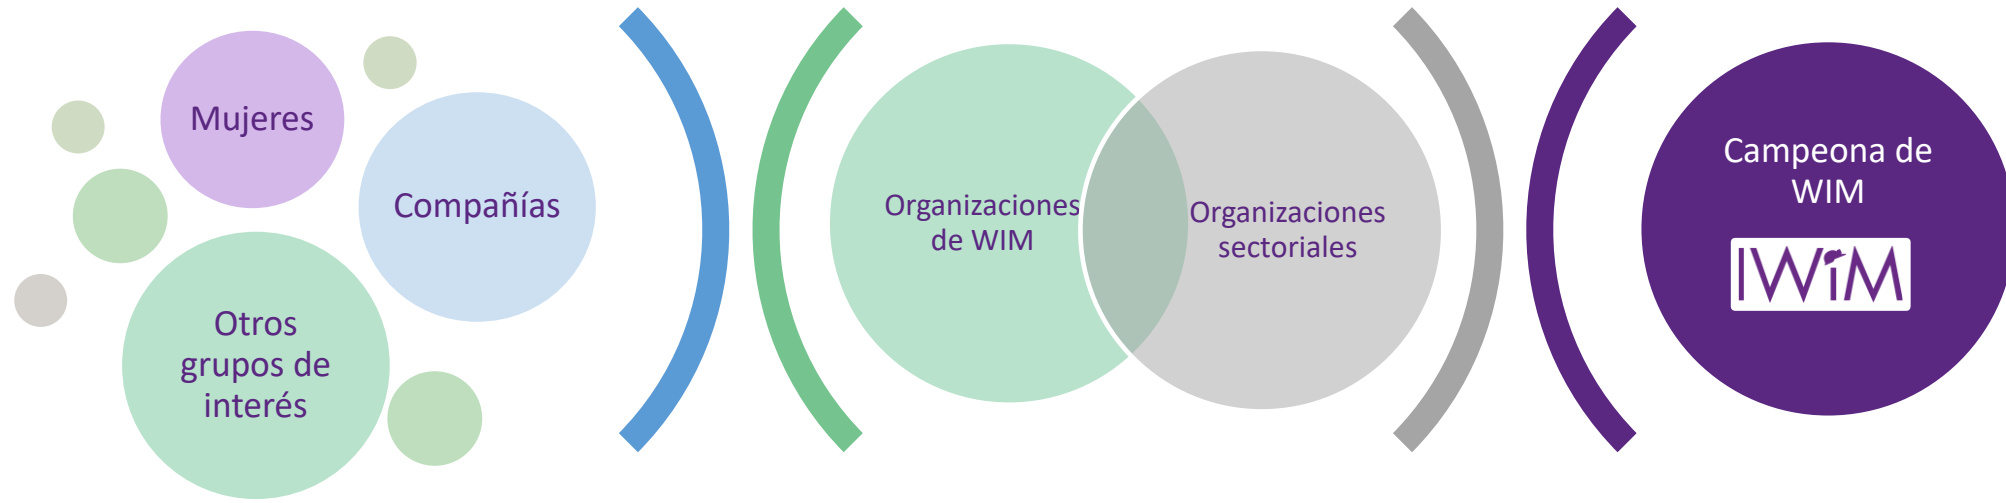 Mujeres
Compañías
Otros
grupos de
interés
Organizaciones
de WIM
Organizaciones
sectoriales
Campeona de
WIM
IWiM